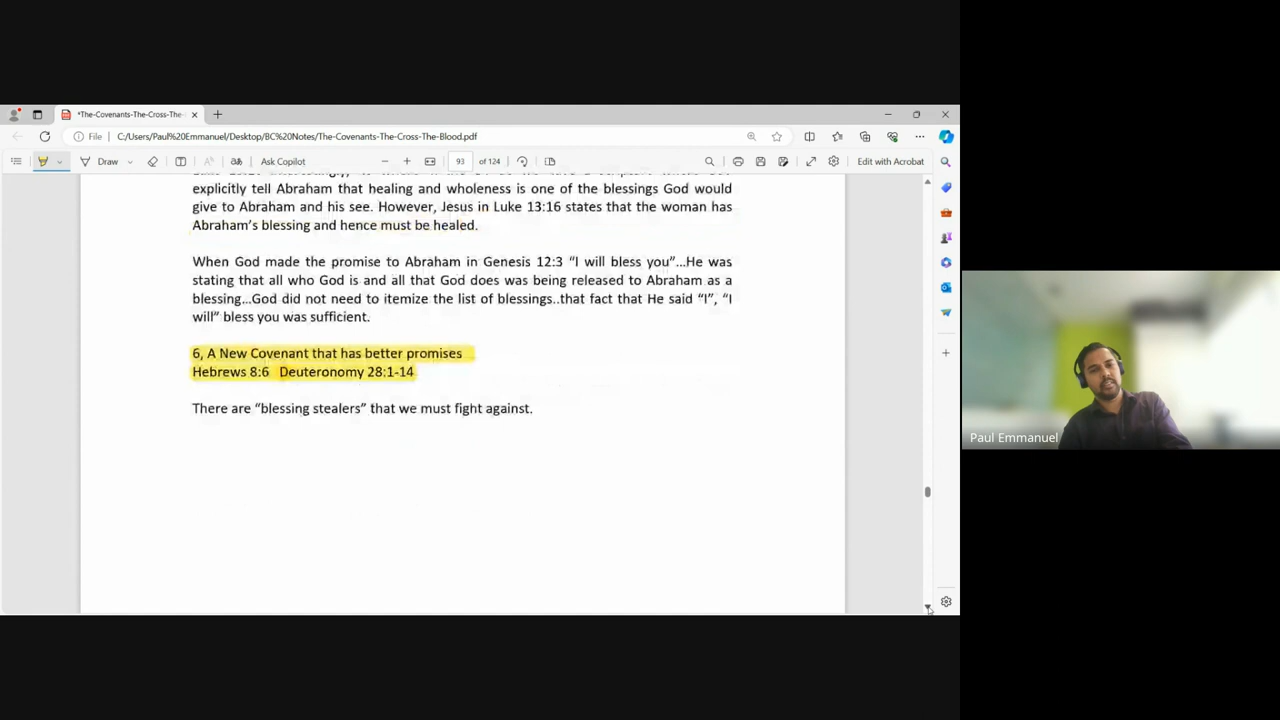 *The-Covenants-The-Cross-The-
File
C:/Users/Paul%20Emmanuel/Desktop/BC%20Notes/The-Covenants-The-Cross-The-Blood.pdf
Draw
Ask Copilot
93 of 124
Edit with Acrobat
explicitly tell Abraham that healing and wholeness is one of the blessings God would
give to Abraham and his see. However, Jesus in Luke 13:16 states that the woman has
Abraham’s blessing and hence must be healed.
When God made the promise to Abraham in Genesis 12:3 “I will bless you”...He was
stating that all who God is and all that God does was being released to Abraham as a
blessing...God did not need to itemize the list of blessings..that fact that He said “I”, “I
will” bless you was sufficient.
6, A New Covenant that has better promises
Hebrews 8:6 Deuteronomy 28:1-14
There are “blessing stealers” that we must fight against.
Paul Emmanuel